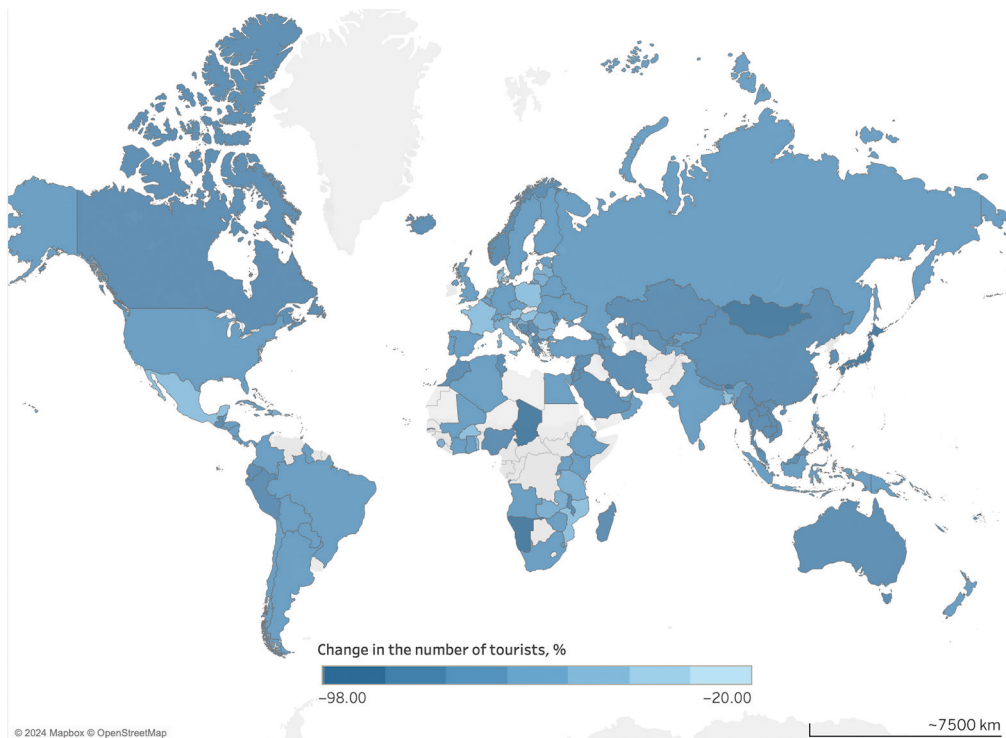 Change in the number of tourists, %
−98.00
−20.00
© 2024 Mapbox © OpenStreetMap
~7500 km